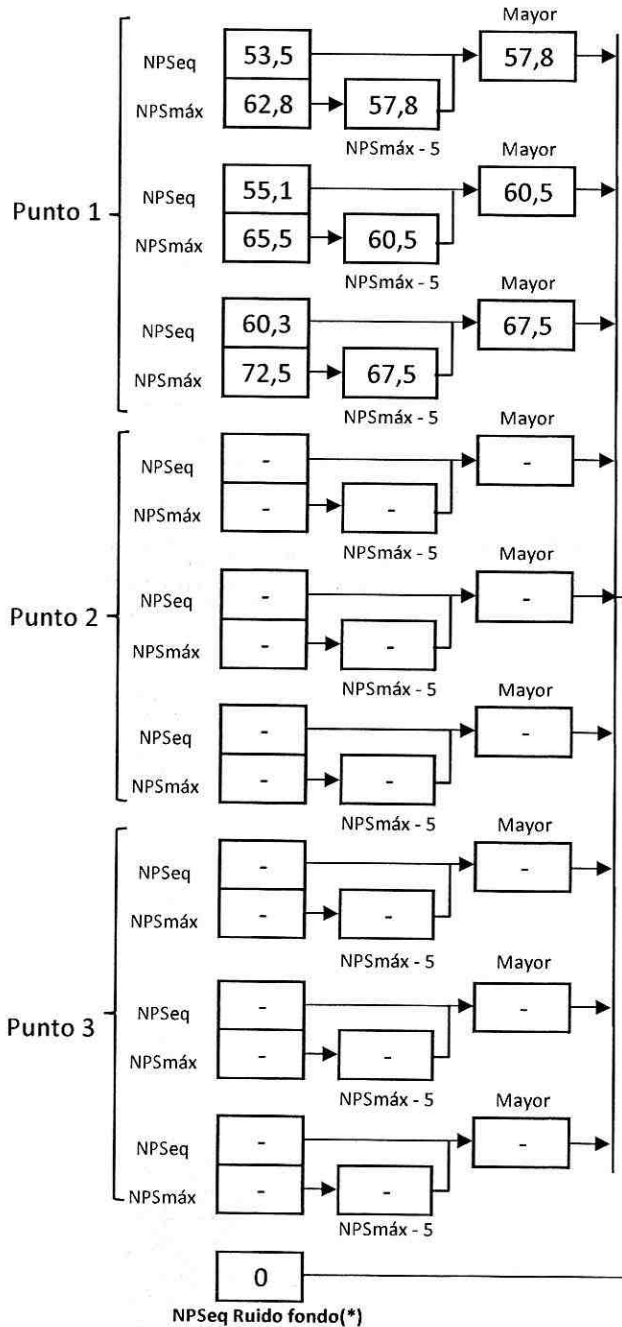 Mayor
NPSeq 53,5 57,8
NPSmáx 62,8 57,8
NPSmáx - 5 Mayor
NPSeq 55,1 60,5
Punto 1
NPSmáx 65,5 60,5
NPSmáx - 5 Mayor
NPSeq 60,3 67,5
NPSmáx 72,5 67,5
NPSmáx - 5 Mayor
NPSeq - -
NPSmáx - -
NPSmáx - 5 Mayor
NPSeq - -
Punto 2
NPSmáx - -
NPSmáx - 5 Mayor
NPSeq - -
NPSmáx - -
NPSmáx - 5 Mayor
NPSeq - -
NPSmáx - -
NPSmáx - 5 Mayor
NPSeq - -
Punto 3
NPSmáx - -
NPSmáx - 5 Mayor
NPSeq - -
NPSmáx - -
NPSmáx - 5
0
NPSeq Ruido fondo(*)